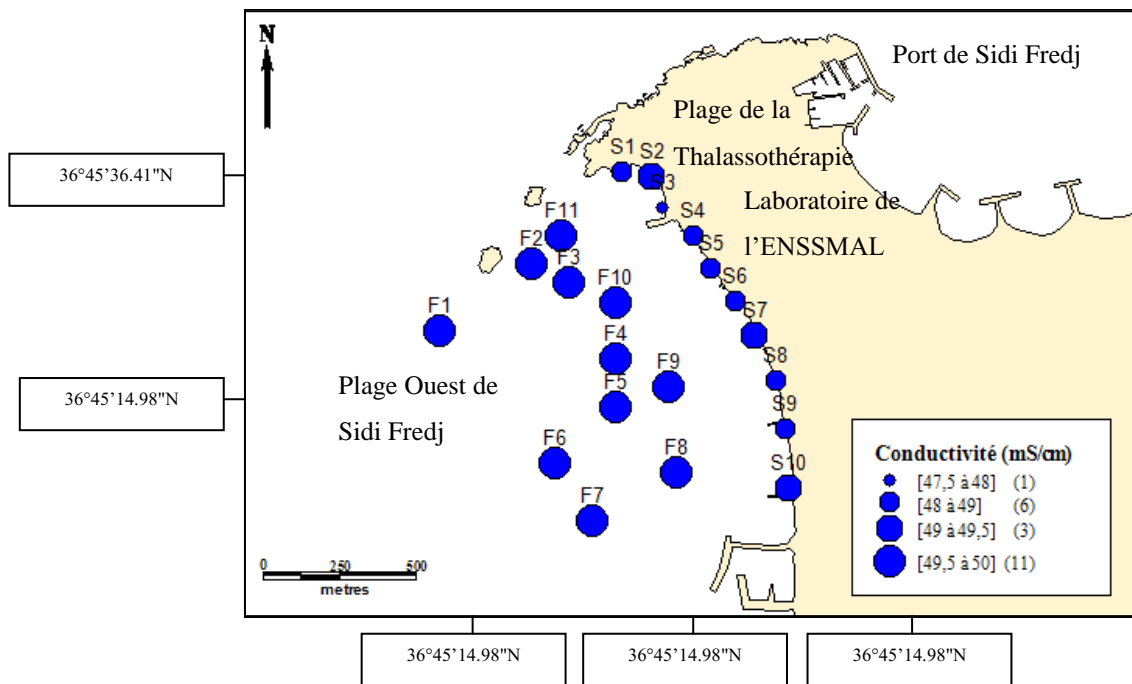 N
Port de Sidi Fredj
Plage de la
Thalassothérapie
Laboratoire de
l’ENSSMAL
S1
S2
S3
S4
S5
S6
S7
S8
S9
S10
F11
F2
F3
F10
F1
F4
F9
F5
F6
F8
F7
Plage Ouest de
Sidi Fredj
36°45’36.41"N
36°45’14.98"N
Conductivité (mS/cm)
[47,5 à 48] (1)
[48 à 49] (6)
[49 à 49,5] (3)
[49,5 à 50] (11)
0 250 500
metres
36°45’14.98"N
36°45’14.98"N
36°45’14.98"N